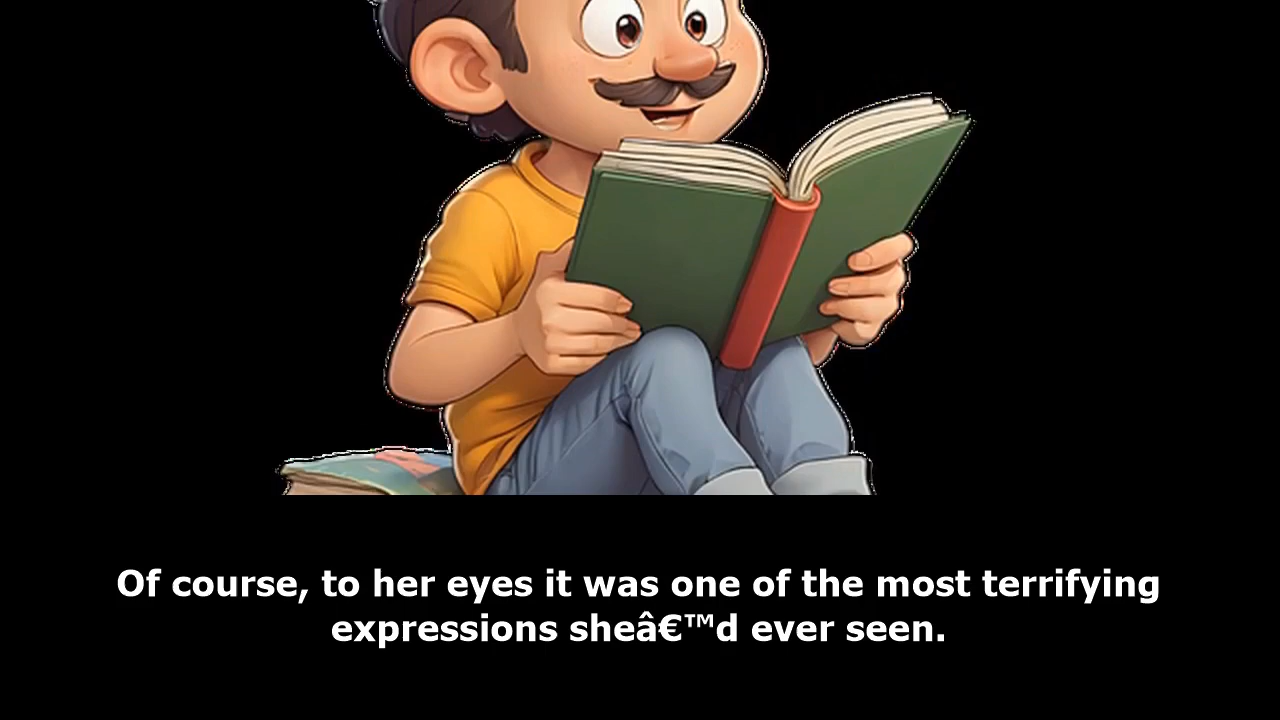 Of course, to her eyes it was one of the most terrifying
expressions sheâ€™d ever seen.